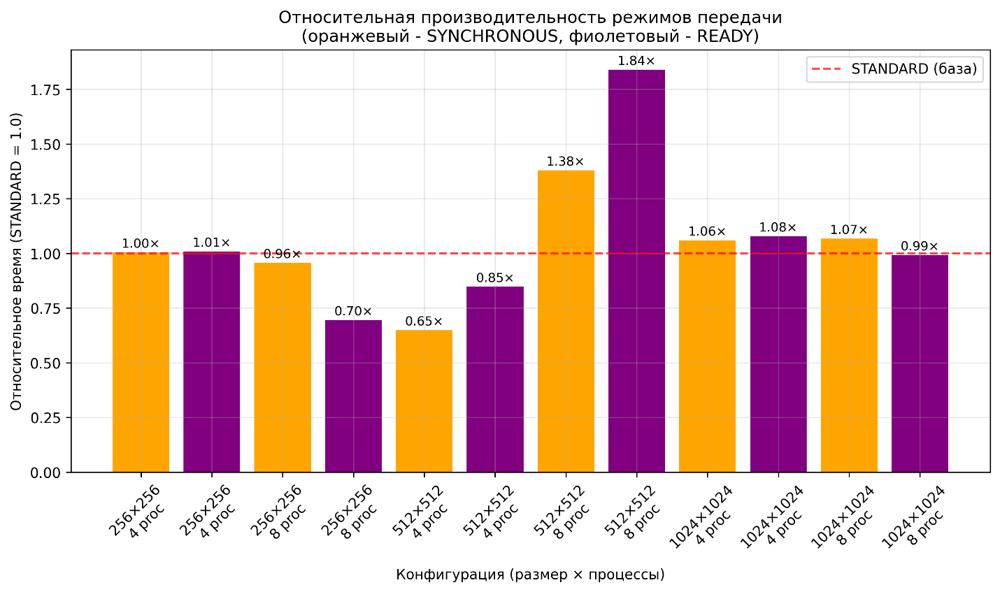 Относительная производительность режимов передачи
(оранжевый - SYNCHRONOUS, фиолетовый - READY)
STANDARD (база)
Относительное время (STANDARD = 1.0)
1.75
1.50
1.25
1.00
0.75
0.50
0.25
0.00
1.00×
1.01×
0.96×
0.70×
0.65×
0.85×
1.38×
1.84×
1.06×
1.08×
1.07×
0.99×
256×256
4 proc
256×256
4 proc
256×256
8 proc
256×256
8 proc
512×512
4 proc
512×512
4 proc
512×512
8 proc
512×512
8 proc
1024×1024
4 proc
1024×1024
4 proc
1024×1024
8 proc
1024×1024
8 proc
Конфигурация (размер × процессы)